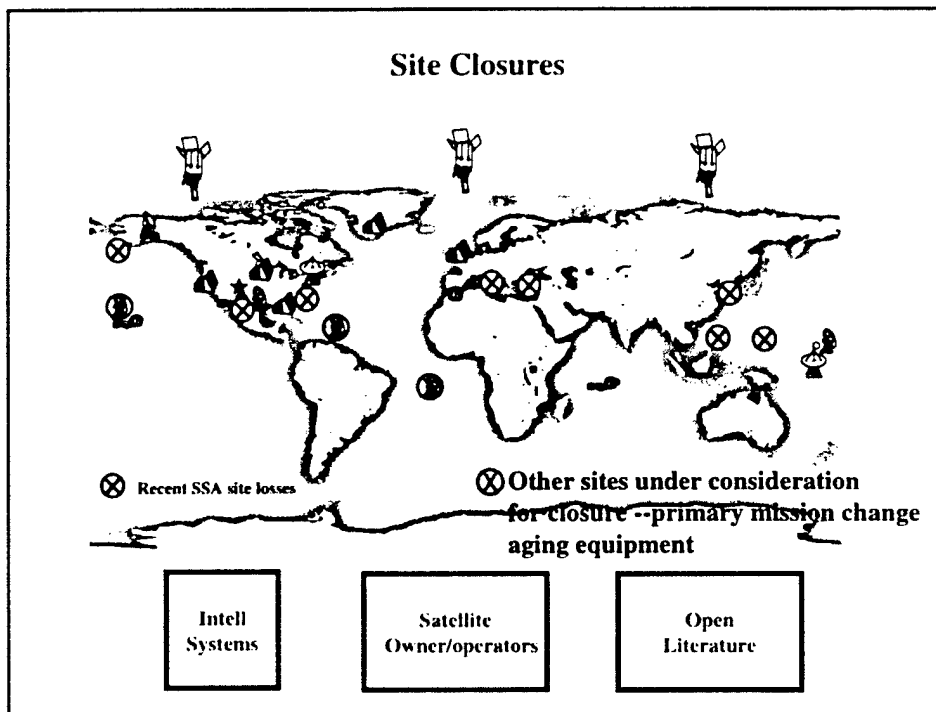 Site Closures
Recent SSA site losses
Other sites under consideration
for closure --primary mission change
aging equipment
Intell
Systems
Satellite
Owner/operators
Open
Literature